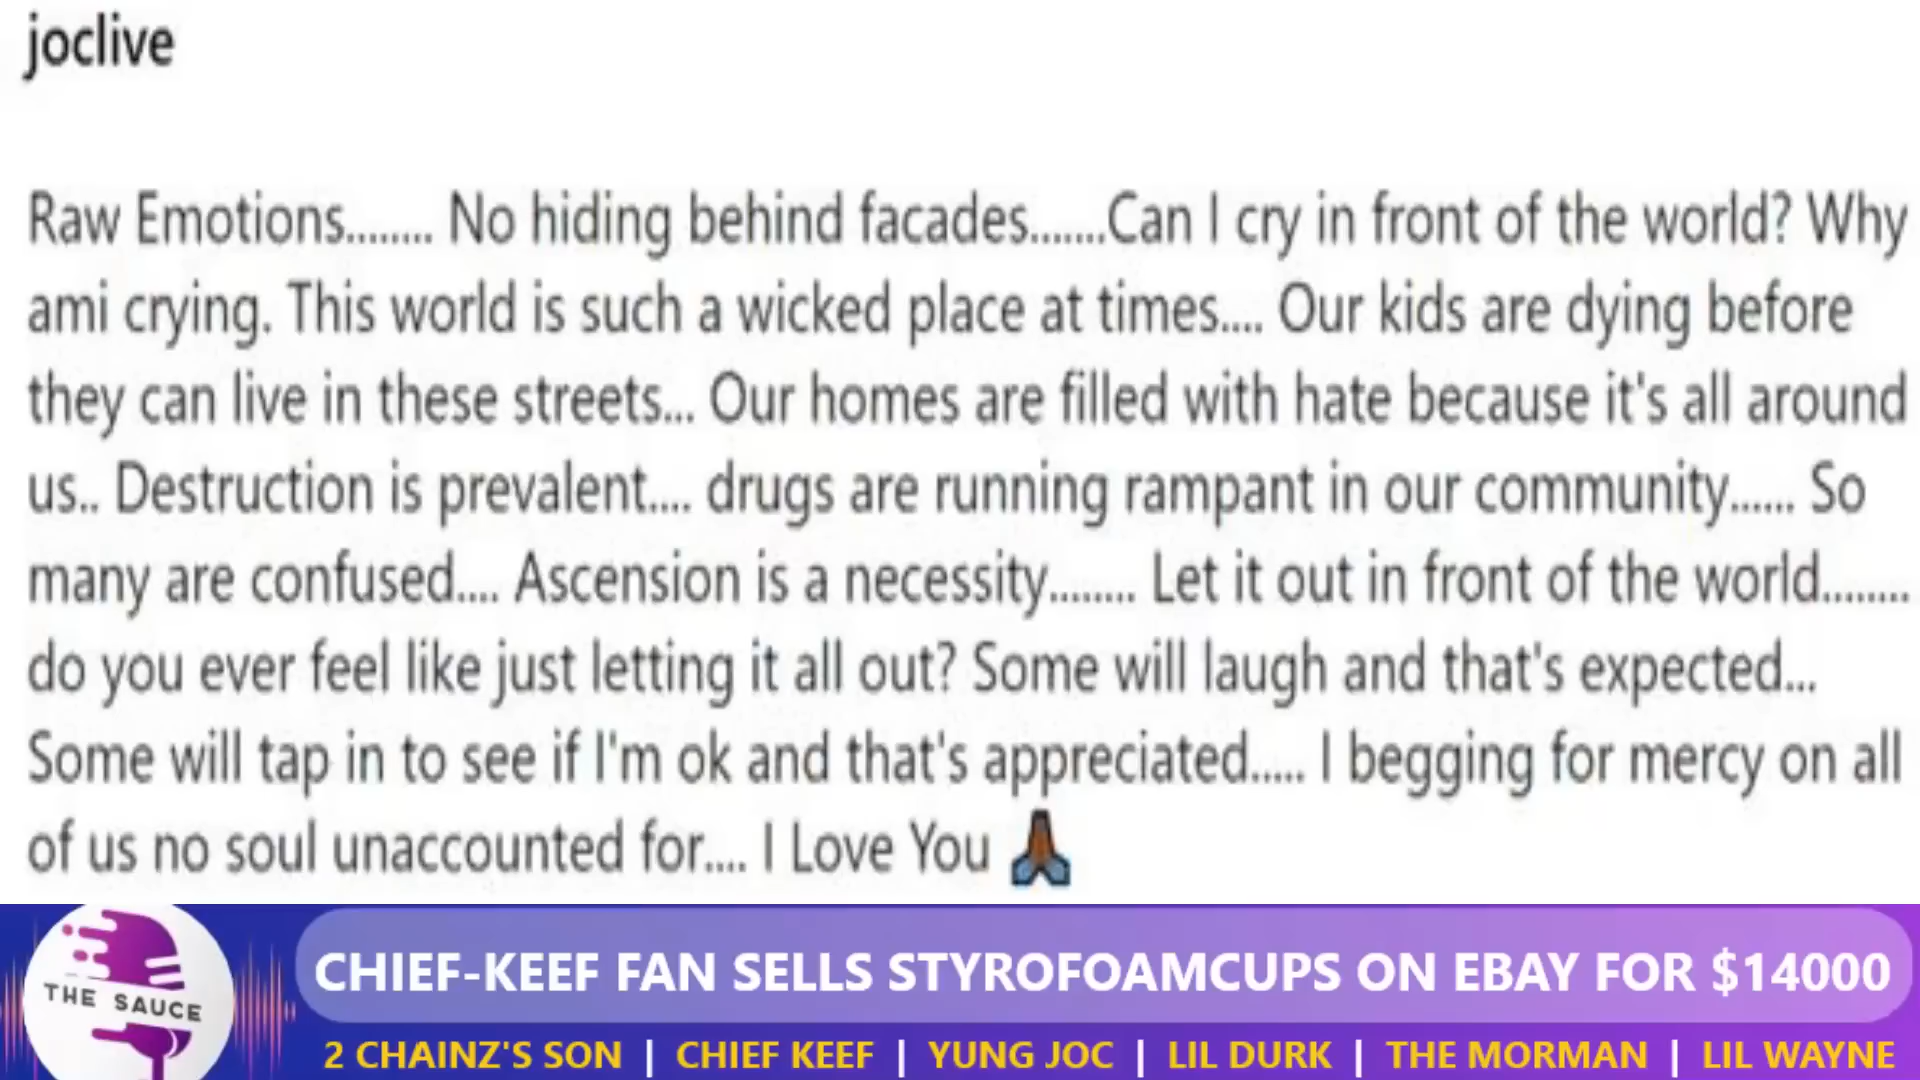 joclive
Raw Emotions........ No hiding behind facades.......Can I cry in front of the world? Why
ami crying. This world is such a wicked place at times.... Our kids are dying before
they can live in these streets... Our homes are filled with hate because it's all around
us.. Destruction is prevalent.... drugs are running rampant in our community...... So
many are confused.... Ascension is a necessity........ Let it out in front of the world........
do you ever feel like just letting it all out? Some will laugh and that's expected...
Some will tap in to see if I'm ok and that's appreciated..... I begging for mercy on all
of us no soul unaccounted for.... I Love You 🙏🏾
THE SAUCE
CHIEF-KEEF FAN SELLS STYROFOAMCUPS ON EBAY FOR $14000
2 CHAINZ'S SON | CHIEF KEEF | YUNG JOC | LIL DURK | THE MORMAN | LIL WAYNE